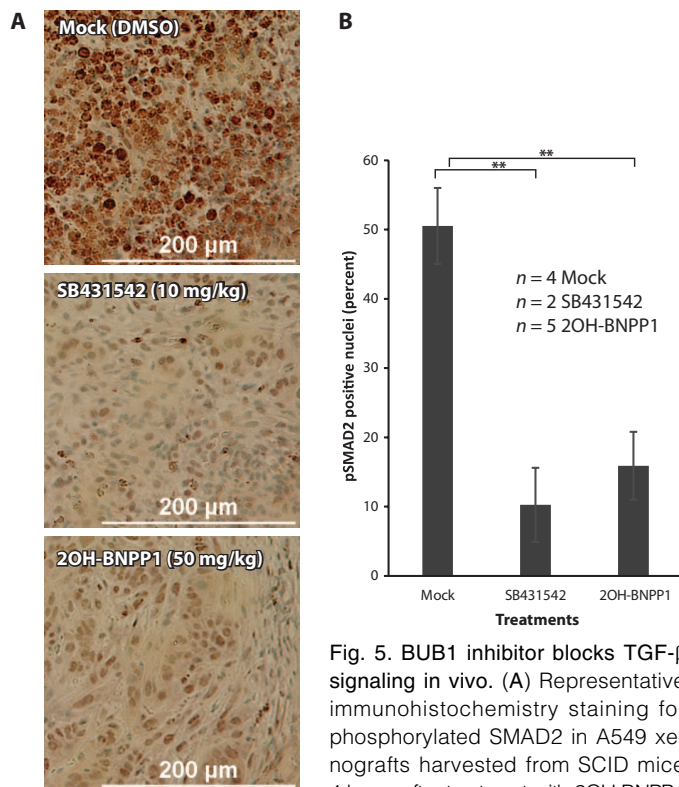 A
Mock (DMSO)
200 µm
SB431542 (10 mg/kg)
200 µm
2OH-BNPP1 (50 mg/kg)
200 µm
B
**
**
60
50
40
30
20
10
0
pSMAD2 positive nuclei (percent)
n = 4 Mock
n = 2 SB431542
n = 5 2OH-BNPP1
Mock SB431542 2OH-BNPP1
Treatments
Fig. 5. BUB1 inhibitor blocks TGF-β
signaling in vivo. (A) Representative
immunohistochemistry staining fo
phosphorylated SMAD2 in A549 xe-
nografts harvested from SCID mice